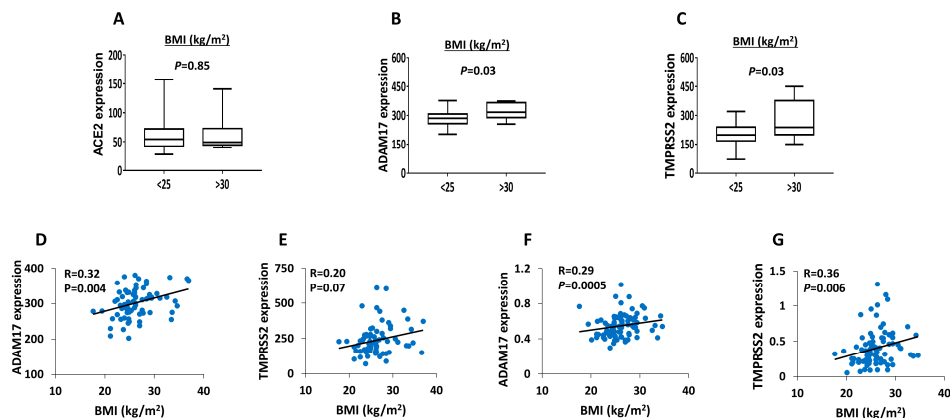 A
BMI (kg/m²)
P=0.85
ACE2 expression
200
150
100
50
0
<25
>30
B
BMI (kg/m²)
P=0.03
ADAM17 expression
600
450
300
150
0
<25
>30
C
BMI (kg/m²)
P=0.03
TMPRSS2 expression
600
450
300
150
0
<25
>30
D
R=0.32
P=0.004
ADAM17 expression
400
300
200
100
10
20
30
40
BMI (kg/m²)
E
R=0.20
P=0.07
TMPRSS2 expression
750
500
250
0
10
20
30
40
BMI (kg/m²)
F
R=0.29
P=0.0005
ADAM17 expression
1.2
0.8
0.4
0
10
20
30
40
BMI (kg/m²)
G
R=0.36
P=0.006
TMPRSS2 expression
1.5
1
0.5
0
10
20
30
40
BMI (kg/m²)